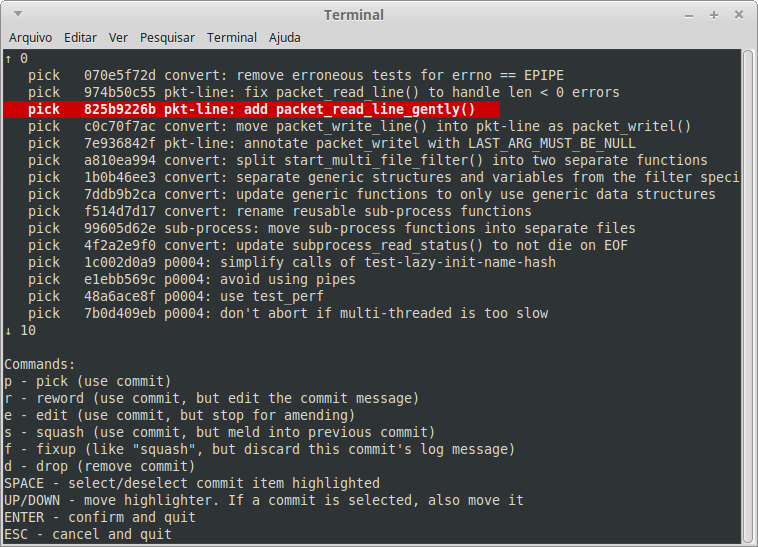 Terminal
Arquivo Editar Ver Pesquisar Terminal Ajuda
↑ 0
pick 070e5f72d convert: remove erroneous tests for errno == EPIPE
pick 974b50c55 pkt-line: fix packet_read_line() to handle len < 0 errors
pick 825b9226b pkt-line: add packet_read_line_gently()
pick c0c70f7ac convert: move packet_write_line() into pkt-line as packet_writel()
pick 7e936842f pkt-line: annotate packet_writel with LAST_ARG_MUST_BE_NULL
pick a810ea994 convert: split start_multi_file_filter() into two separate functions
pick 1b0b46ee3 convert: separate generic structures and variables from the filter speci
pick 7ddb9b2ca convert: update generic functions to only use generic data structures
pick f514d7d17 convert: rename reusable sub-process functions
pick 99605d62e sub-process: move sub-process functions into separate files
pick 4f2a2e9f0 convert: update subprocess_read_status() to not die on EOF
pick 1c002d0a9 p0004: simplify calls of test-lazy-init-name-hash
pick e1ebb569c p0004: avoid using pipes
pick 48a6ace8f p0004: use test_perf
pick 7b0d409eb p0004: don't abort if multi-threaded is too slow
↓ 10
Commands:
p - pick (use commit)
r - reword (use commit, but edit the commit message)
e - edit (use commit, but stop for amending)
s - squash (use commit, but meld into previous commit)
f - fixup (like "squash", but discard this commit's log message)
d - drop (remove commit)
SPACE - select/deselect commit item highlighted
UP/DOWN - move highlighter. If a commit is selected, also move it
ENTER - confirm and quit
ESC - cancel and quit